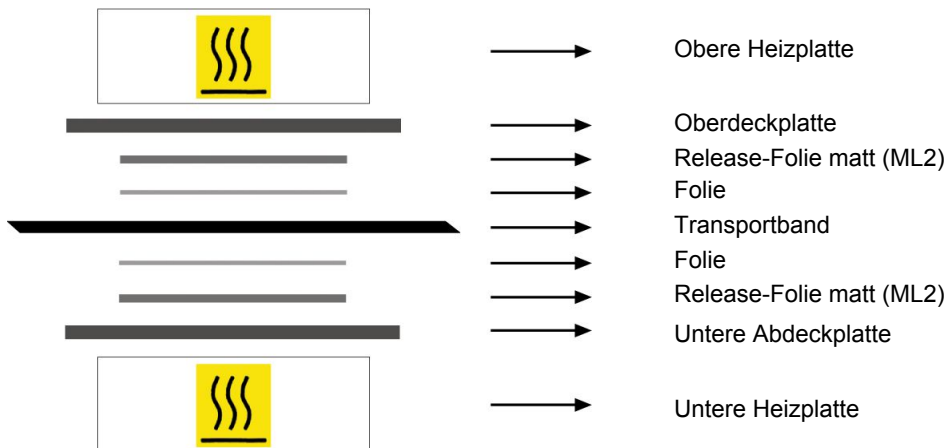 Obere Heizplatte
Oberdeckplatte
Release-Folie matt (ML2)
Folie
Transportband
Folie
Release-Folie matt (ML2)
Untere Abdeckplatte
Untere Heizplatte